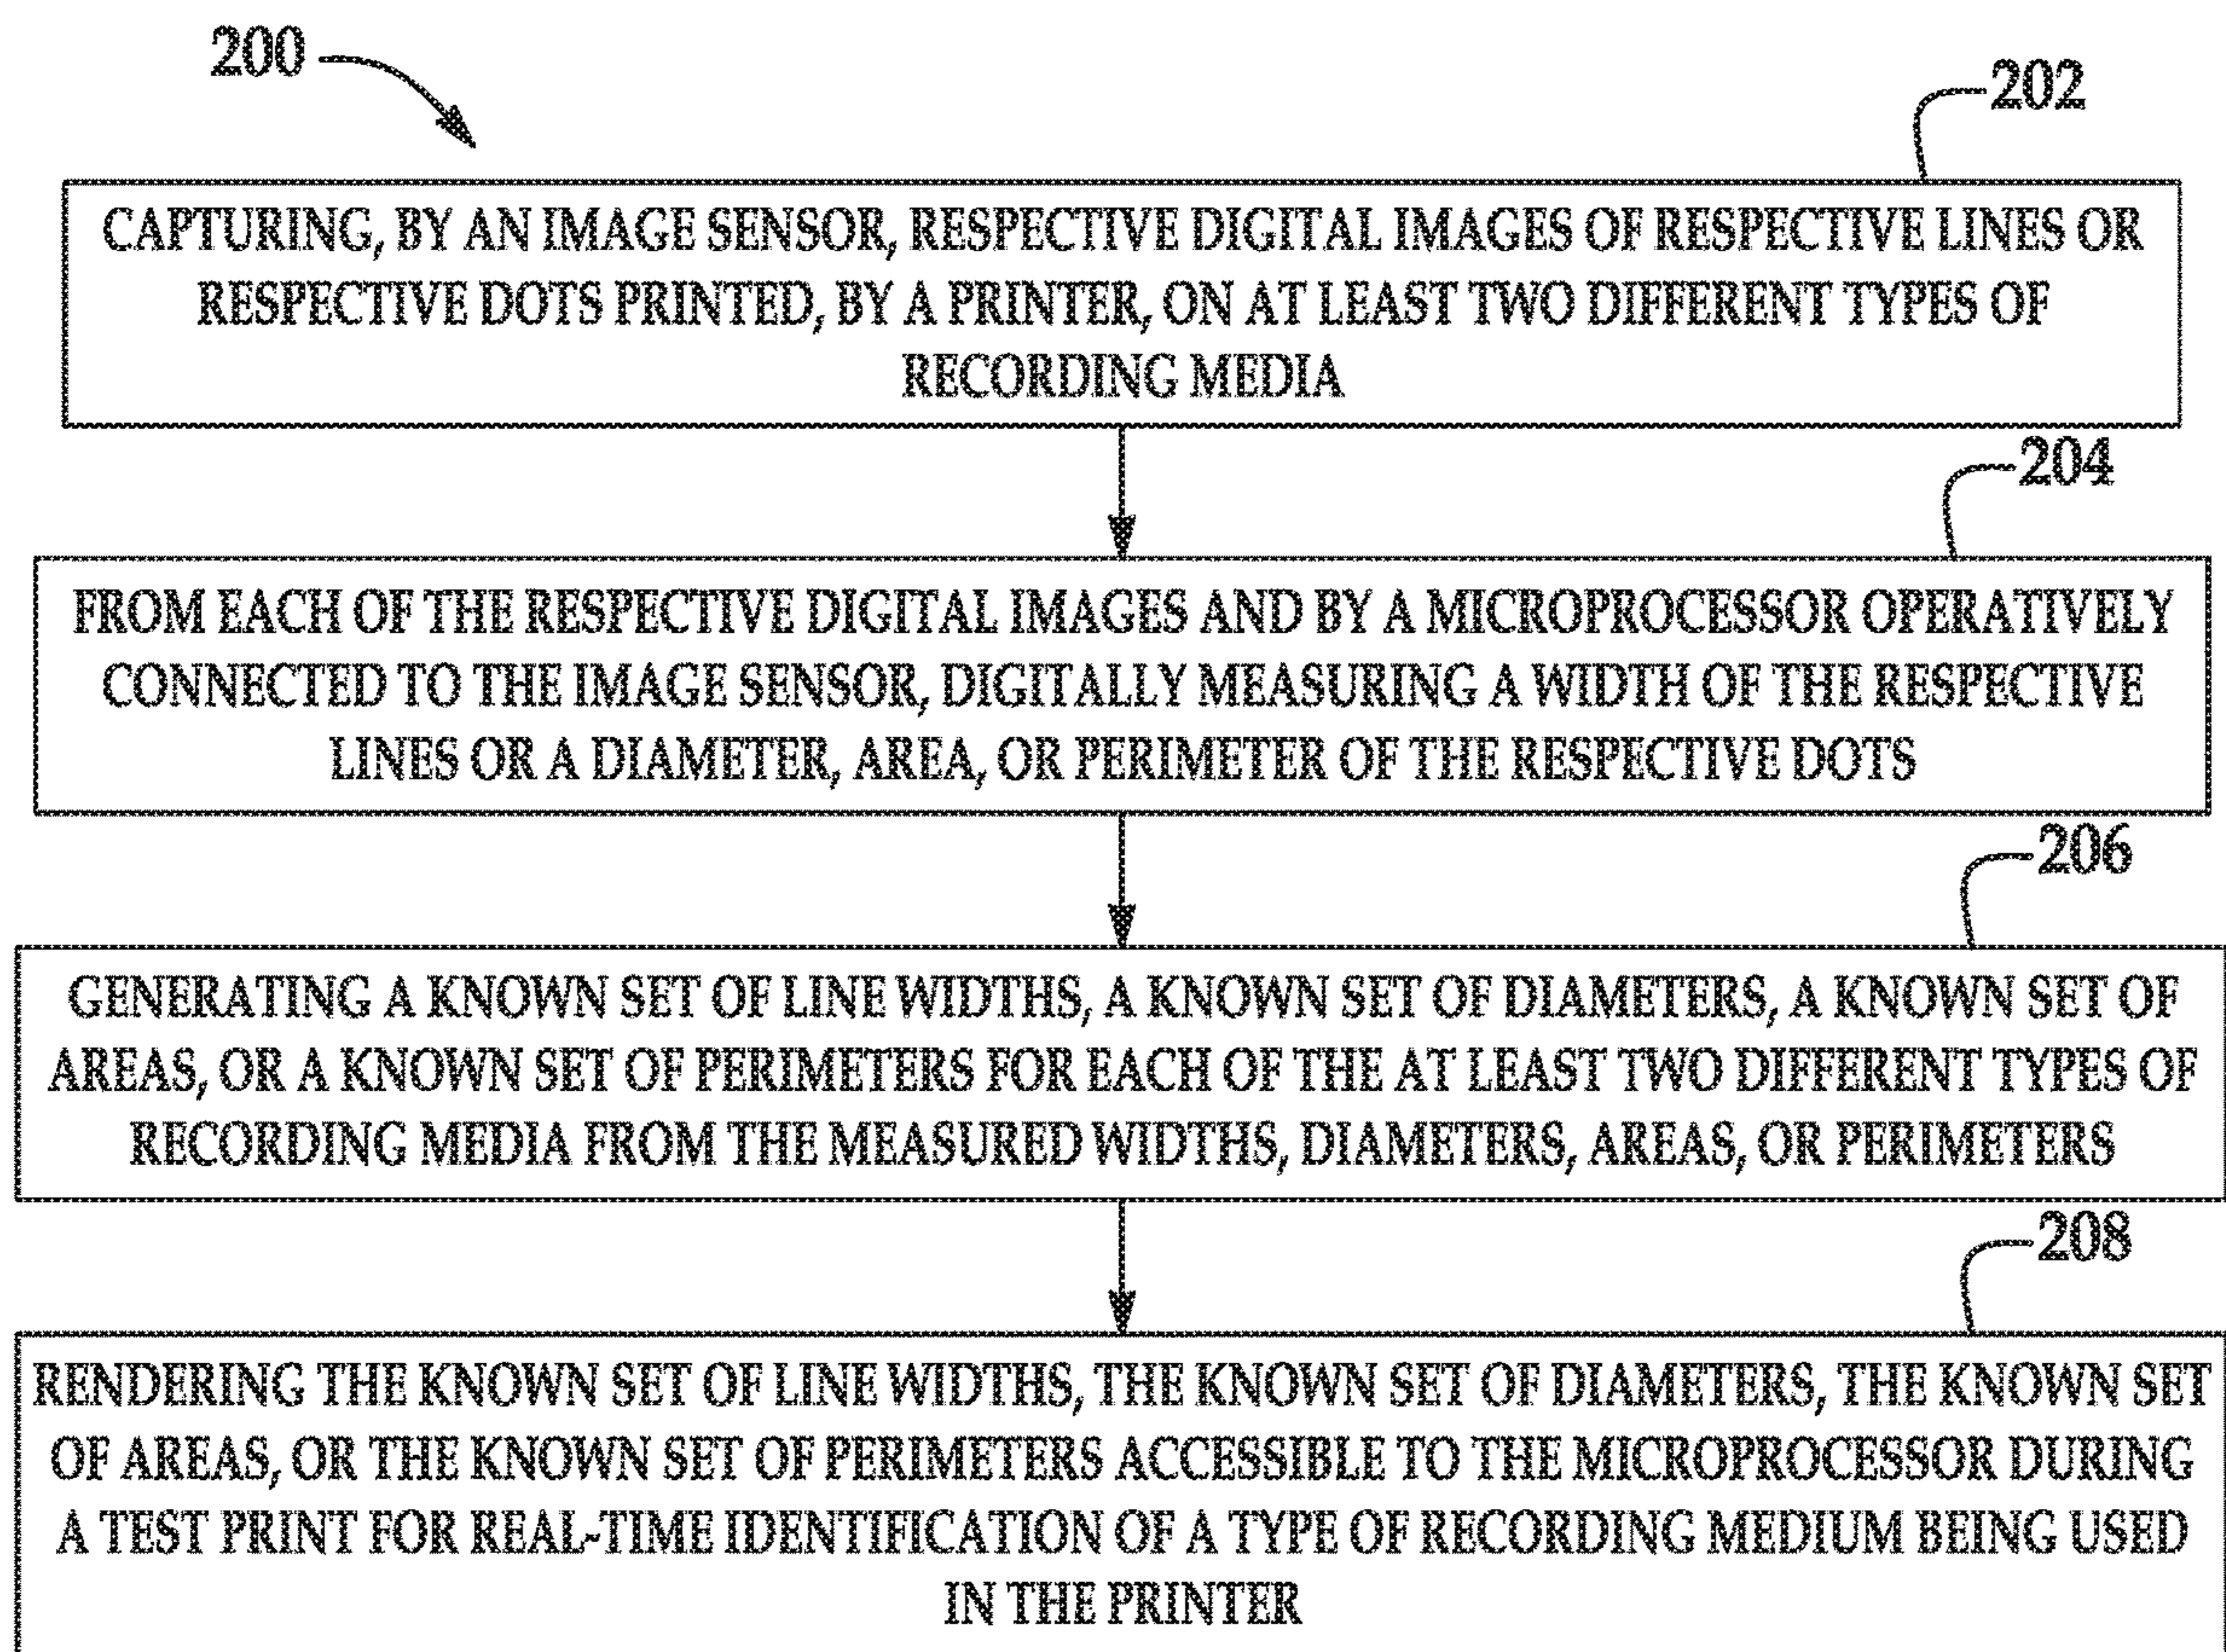 200
202
CAPTURING, BY AN IMAGE SENSOR, RESPECTIVE DIGITAL IMAGES OF RESPECTIVE LINES OR
RESPECTIVE DOTS PRINTED, BY A PRINTER, ON AT LEAST TWO DIFFERENT TYPES OF
RECORDING MEDIA
204
FROM EACH OF THE RESPECTIVE DIGITAL IMAGES AND BY A MICROPROCESSOR OPERATIVELY
CONNECTED TO THE IMAGE SENSOR, DIGITALLY MEASURING A WIDTH OF THE RESPECTIVE
LINES OR A DIAMETER, AREA, OR PERIMETER OF THE RESPECTIVE DOTS
206
GENERATING A KNOWN SET OF LINE WIDTHS, A KNOWN SET OF DIAMETERS, A KNOWN SET OF
AREAS, OR A KNOWN SET OF PERIMETERS FOR EACH OF THE AT LEAST TWO DIFFERENT TYPES OF
RECORDING MEDIA FROM THE MEASURED WIDTHS, DIAMETERS, AREAS, OR PERIMETERS
208
RENDERING THE KNOWN SET OF LINE WIDTHS, THE KNOWN SET OF DIAMETERS, THE KNOWN SET
OF AREAS, OR THE KNOWN SET OF PERIMETERS ACCESSIBLE TO THE MICROPROCESSOR DURING
A TEST PRINT FOR REAL-TIME IDENTIFICATION OF A TYPE OF RECORDING MEDIUM BEING USED
IN THE PRINTER